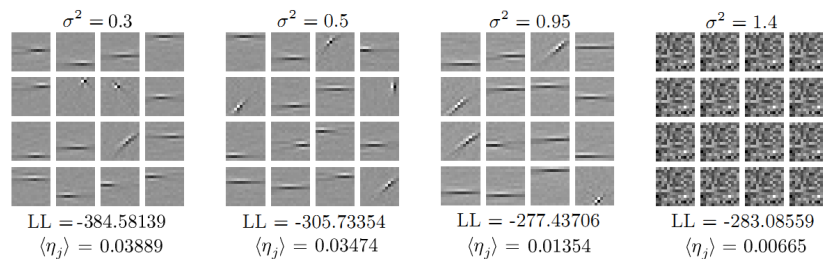 σ² = 0.3
σ² = 0.5
σ² = 0.95
σ² = 1.4
LL = -384.58139
LL = -305.73354
LL = -277.43706
LL = -283.08559
⟨η_j⟩ = 0.03889
⟨η_j⟩ = 0.03474
⟨η_j⟩ = 0.01354
⟨η_j⟩ = 0.00665